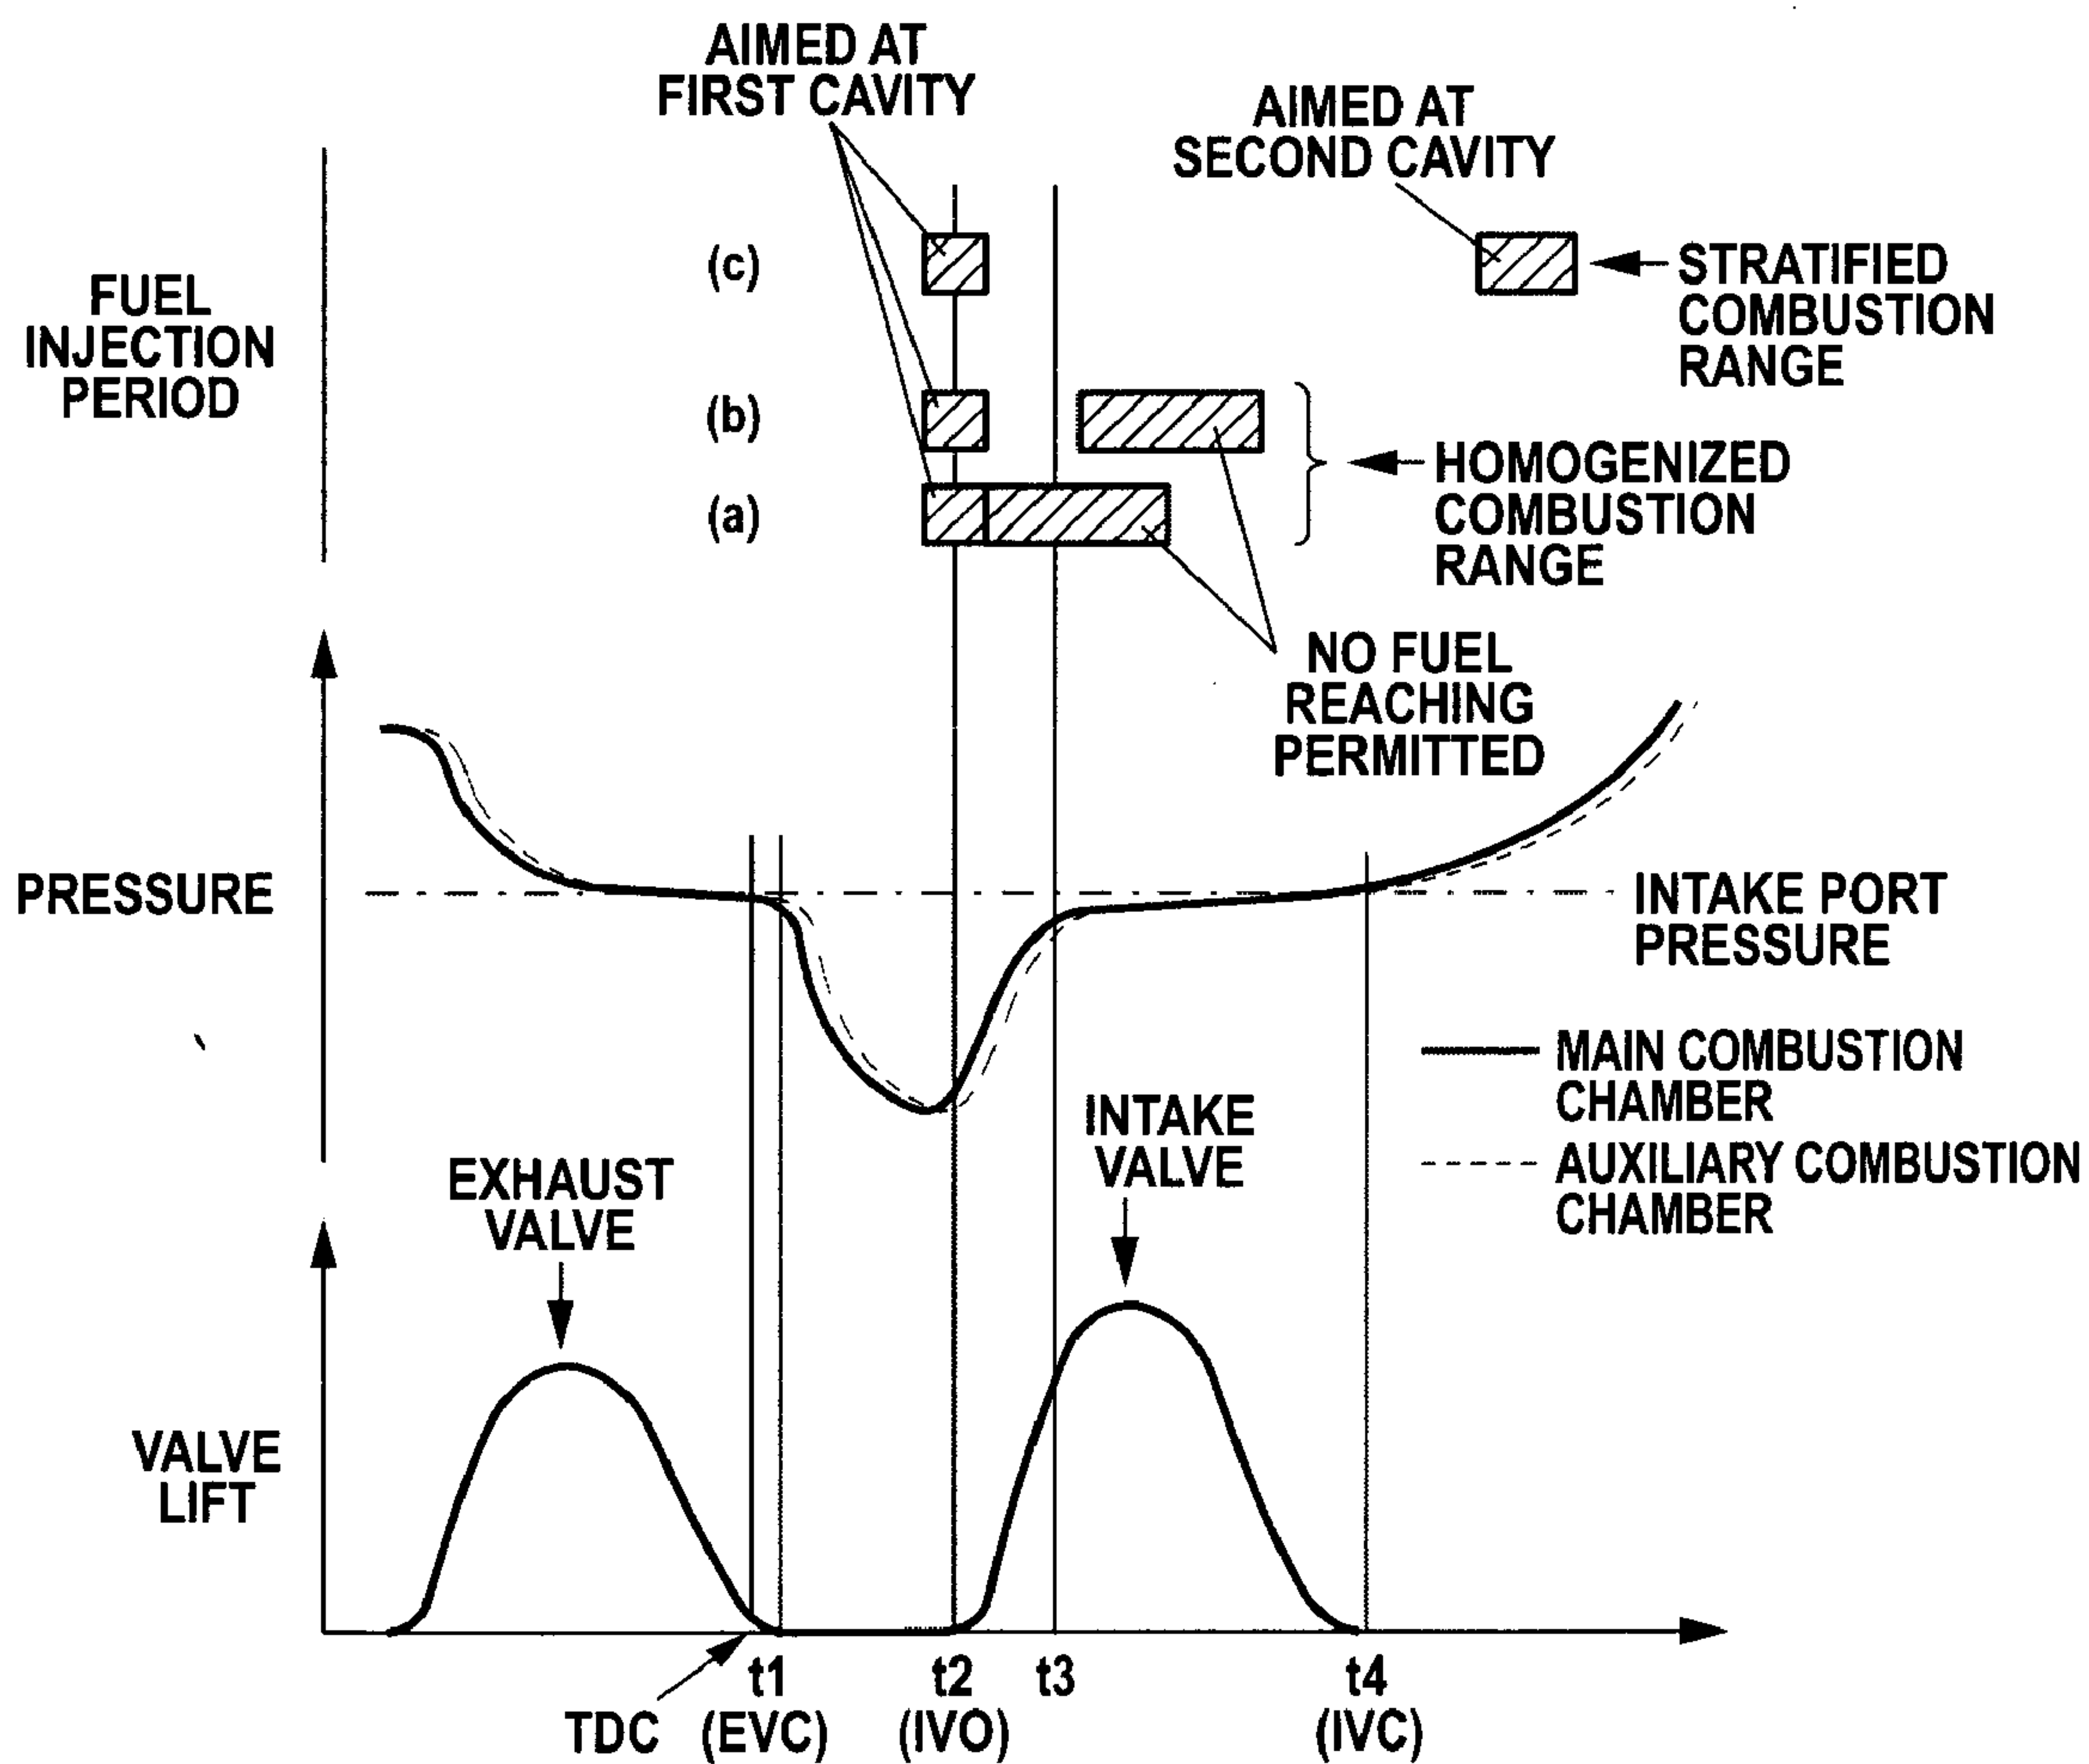 AIMED AT
FIRST CAVITY
AIMED AT
SECOND CAVITY
(c)
STRATIFIED
COMBUSTION
RANGE
FUEL
INJECTION
PERIOD
(b)
(a)
HOMOGENIZED
COMBUSTION
RANGE
NO FUEL
REACHING
PERMITTED
PRESSURE
INTAKE PORT
PRESSURE
MAIN COMBUSTION
CHAMBER
AUXILIARY COMBUSTION
CHAMBER
INTAKE
VALVE
EXHAUST
VALVE
VALVE
LIFT
t1
t2
t3
t4
TDC
(EVC)
(IVO)
(IVC)